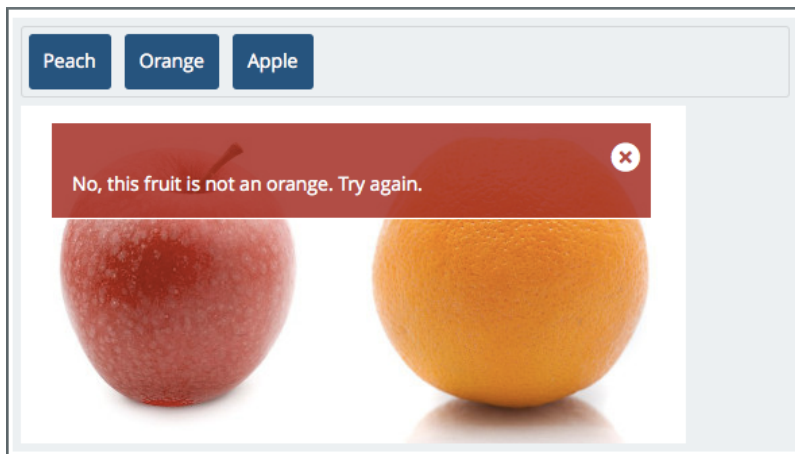 Peach Orange Apple
No, this fruit is not an orange. Try again.